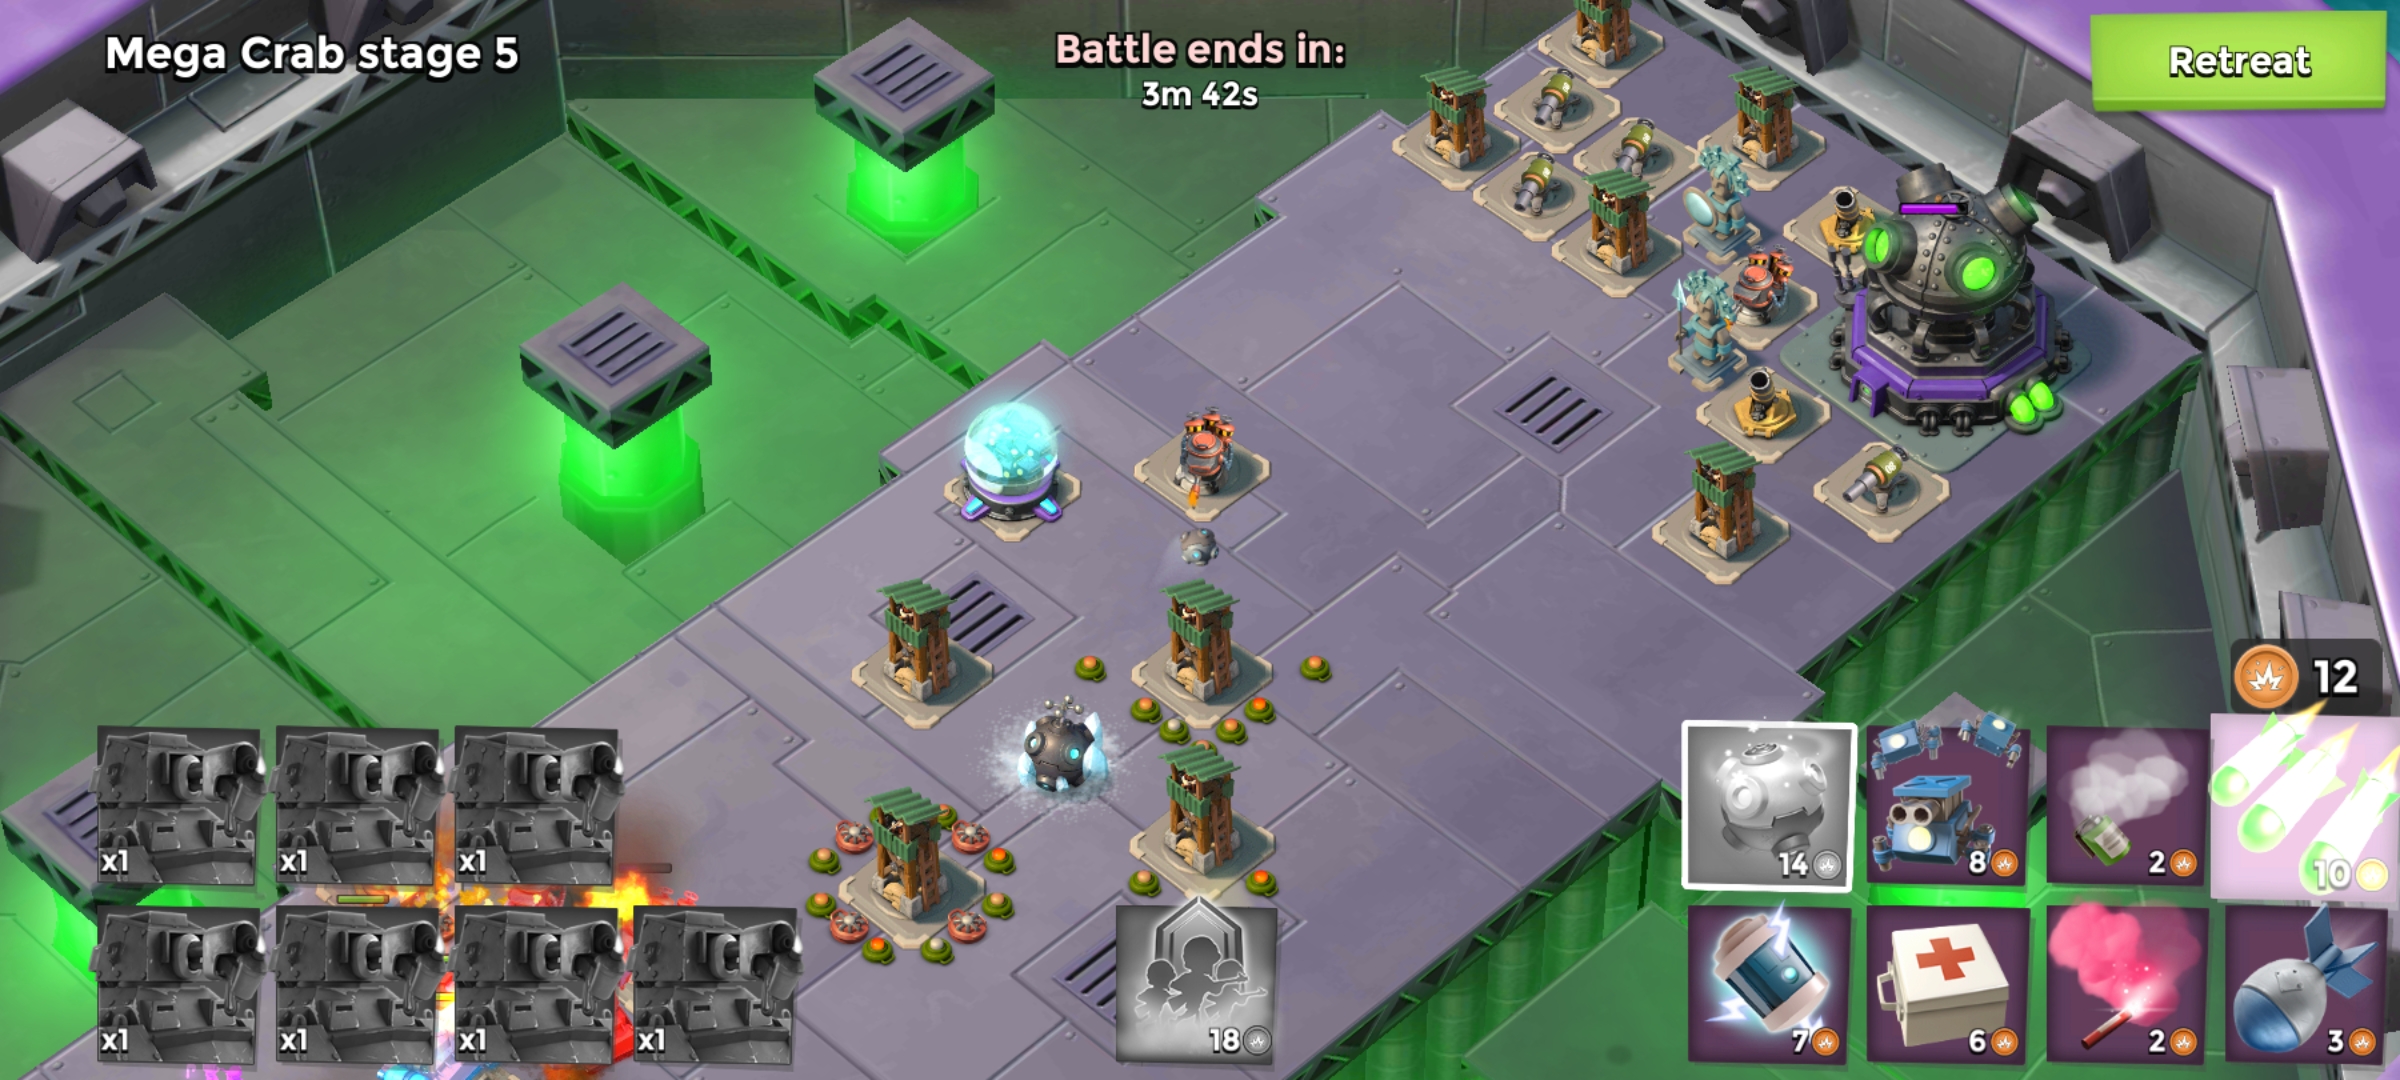 Mega Crab stage 5
Battle ends in:
3m 42s
Retreat
12
x1
x1
x1
14
8
2
10
x1
x1
x1
x1
18
7
6
2
3